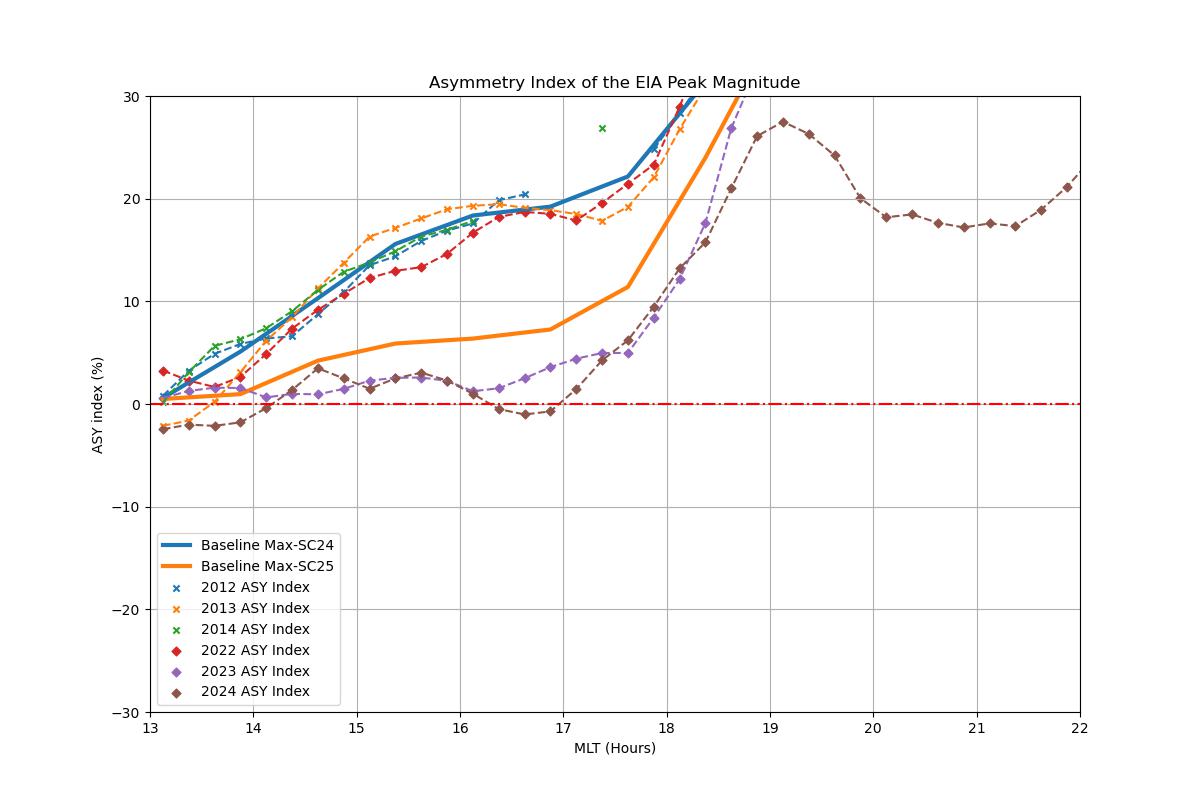 Asymmetry Index of the EIA Peak Magnitude
30
20
10
0
−10
−20
−30
ASY index (%)
Baseline Max-SC24
Baseline Max-SC25
2012 ASY Index
2013 ASY Index
2014 ASY Index
2022 ASY Index
2023 ASY Index
2024 ASY Index
13 14 15 16 17 18 19 20 21 22
MLT (Hours)